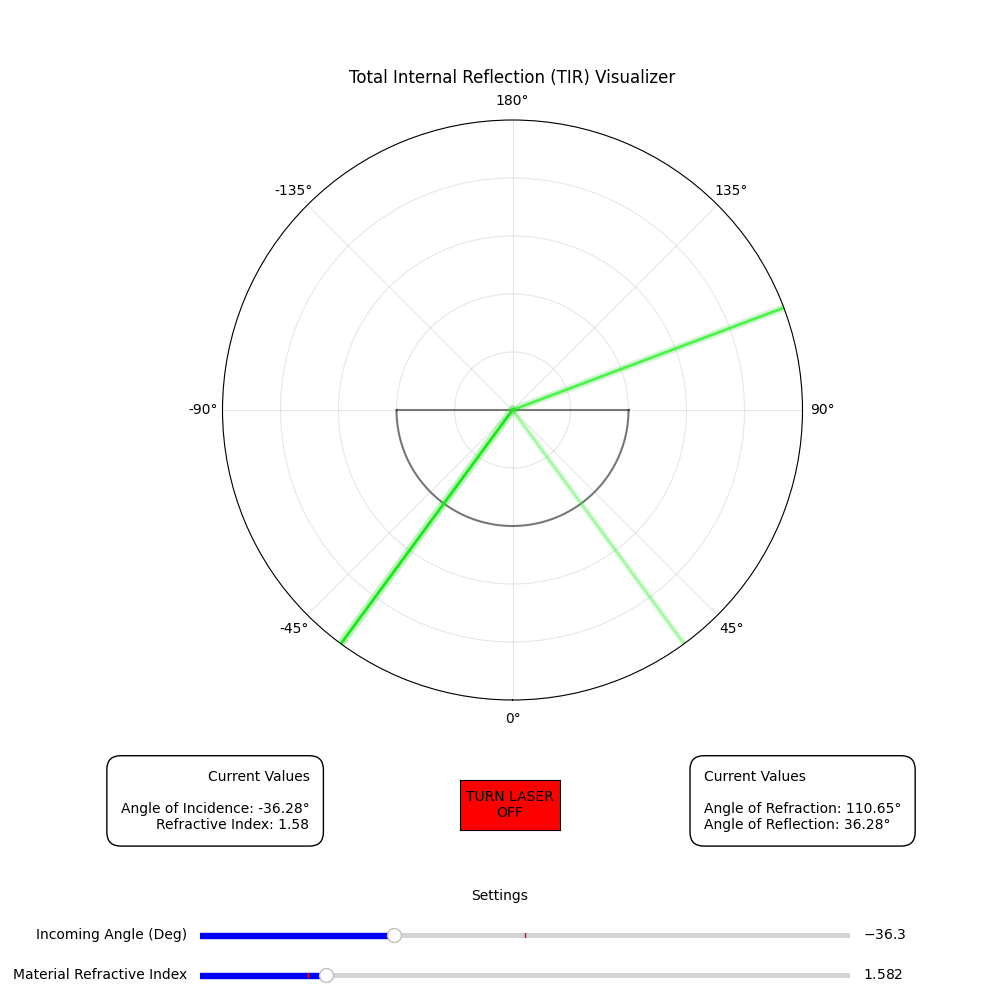 Total Internal Reflection (TIR) Visualizer
180°
-135°
135°
-90°
90°
-45°
45°
0°
Current Values
Angle of Incidence: -36.28°
Refractive Index: 1.58
TURN LASER
OFF
Current Values
Angle of Refraction: 110.65°
Angle of Reflection: 36.28°
Settings
Incoming Angle (Deg)
−36.3
Material Refractive Index
1.582